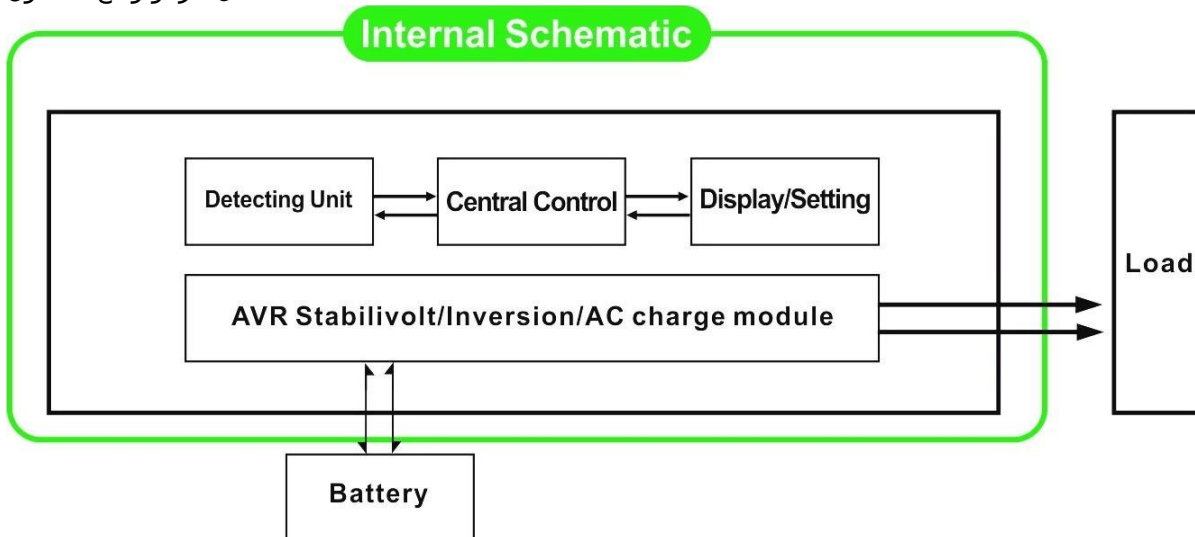 Internal Schematic
Detecting Unit
Central Control
Display/Setting
Load
AVR Stabilivolt/Inversion/AC charge module
Battery